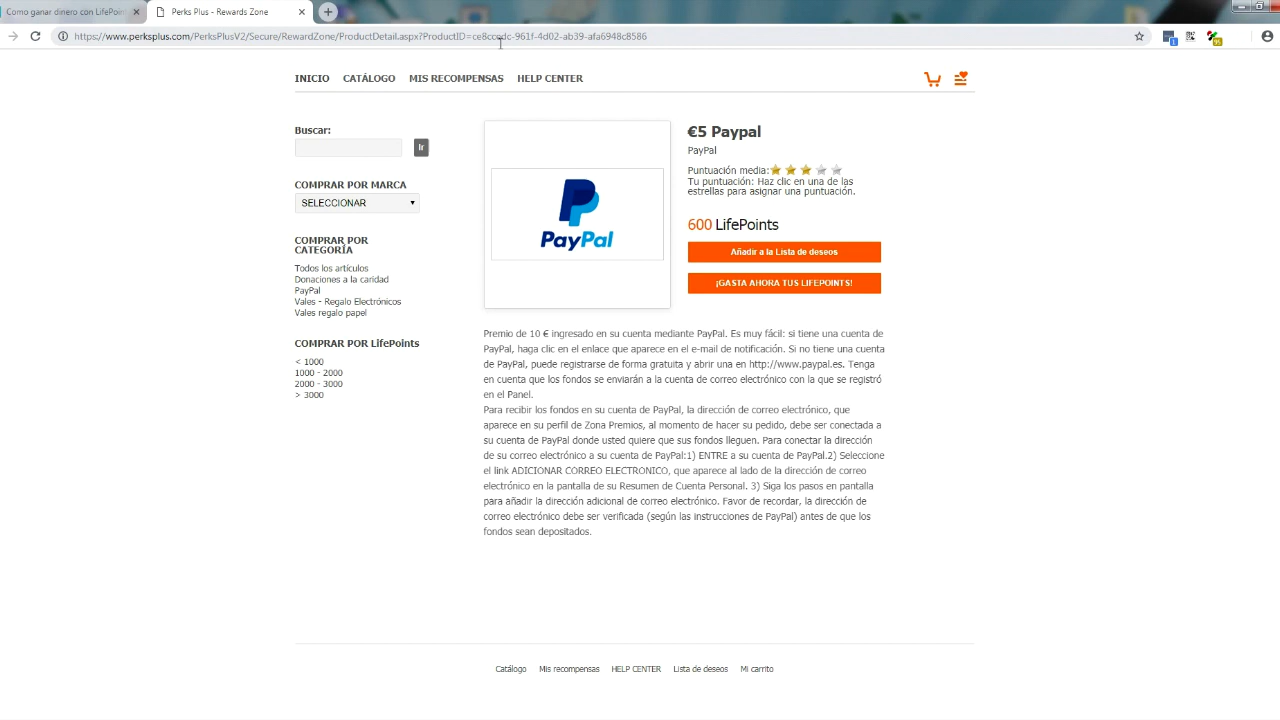 Como ganar dinero con LifePoin
Perks Plus - Rewards Zone
https://www.perksplus.com/PerksPlusV2/Secure/RewardZone/ProductDetail.aspx?ProductID=ce8cccdc-961f-4d02-ab39-afa6948c8586
INICIO CATÁLOGO MIS RECOMPENSAS HELP CENTER
Buscar:
Ir
COMPRAR POR MARCA
SELECCIONAR
COMPRAR POR
CATEGORÍA
Todos los artículos
Donaciones a la caridad
PayPal
Vales - Regalo Electrónicos
Vales regalo papel
COMPRAR POR LifePoints
< 1000
1000 - 2000
2000 - 3000
> 3000
PayPal
€5 Paypal
PayPal
Puntuación media:
Tu puntuación: Haz clic en una de las
estrellas para asignar una puntuación.
600 LifePoints
Añadir a la Lista de deseos
¡GASTA AHORA TUS LIFEPOINTS!
Premio de 10 € ingresado en su cuenta mediante PayPal. Es muy fácil: si tiene una cuenta de
PayPal, haga clic en el enlace que aparece en el e-mail de notificación. Si no tiene una cuenta
de PayPal, puede registrarse de forma gratuita y abrir una en http://www.paypal.es. Tenga
en cuenta que los fondos se enviarán a la cuenta de correo electrónico con la que se registró
en el Panel.
Para recibir los fondos en su cuenta de PayPal, la dirección de correo electrónico, que
aparece en su perfil de Zona Premios, al momento de hacer su pedido, debe ser conectada a
su cuenta de PayPal donde usted quiere que sus fondos lleguen. Para conectar la dirección
de su correo electrónico a su cuenta de PayPal:1) ENTRE a su cuenta de PayPal.2) Seleccione
el link ADICIONAR CORREO ELECTRONICO, que aparece al lado de la dirección de correo
electrónico en la pantalla de su Resumen de Cuenta Personal. 3) Siga los pasos en pantalla
para añadir la dirección adicional de correo electrónico. Favor de recordar, la dirección de
correo electrónico debe ser verificada (según las instrucciones de PayPal) antes de que los
fondos sean depositados.
Catálogo Mis recompensas HELP CENTER Lista de deseos Mi carrito